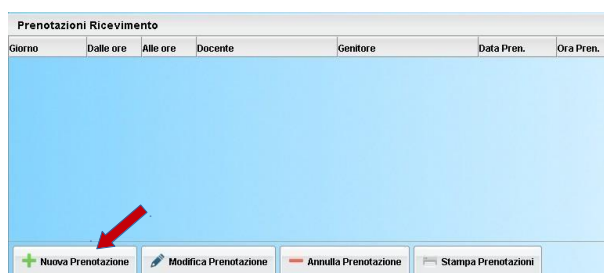 Prenotazioni Ricevimento
Giorno Dalle ore Alle ore Docente Genitore Data Pren. Ora Pren.
Nuova Prenotazione Modifica Prenotazione Annulla Prenotazione Stampa Prenotazioni